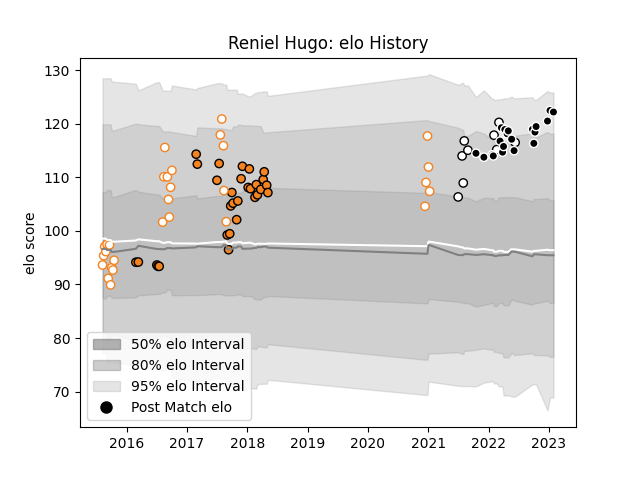 Reniel Hugo: elo History
130
120
110
100
90
80
70
elo score
50% elo Interval
80% elo Interval
95% elo Interval
Post Match elo
2016 2017 2018 2019 2020 2021 2022 2023